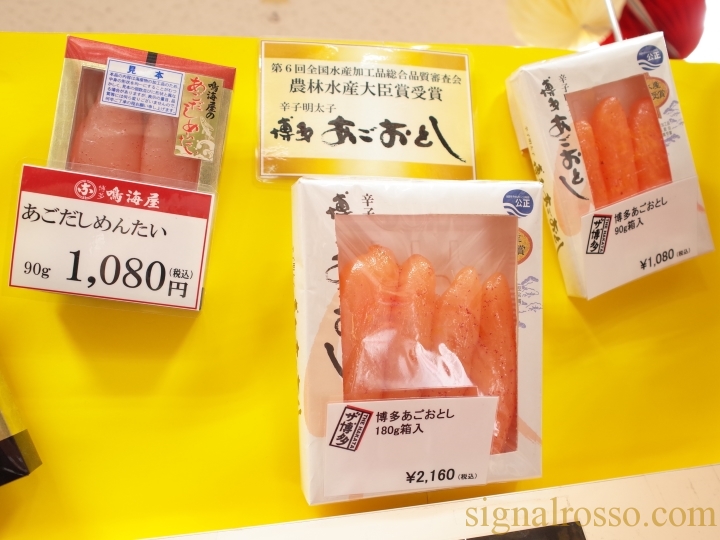 見本
鳴海屋の
あごだしめんたい
博多 鳴海屋
あごだしめんたい
90g 1,080円(税込)
第6回全国水産加工品総合品質審査会
農林水産大臣賞受賞
辛子明太子
博多 あごおとし
公正
辛子
博多 あごおとし
ザ博多
博多あごおとし
90g箱入
¥1,080(税込)
公正
辛子
博多
ザ博多
博多あごおとし
180g箱入
¥2,160(税込)
signalrosso.com